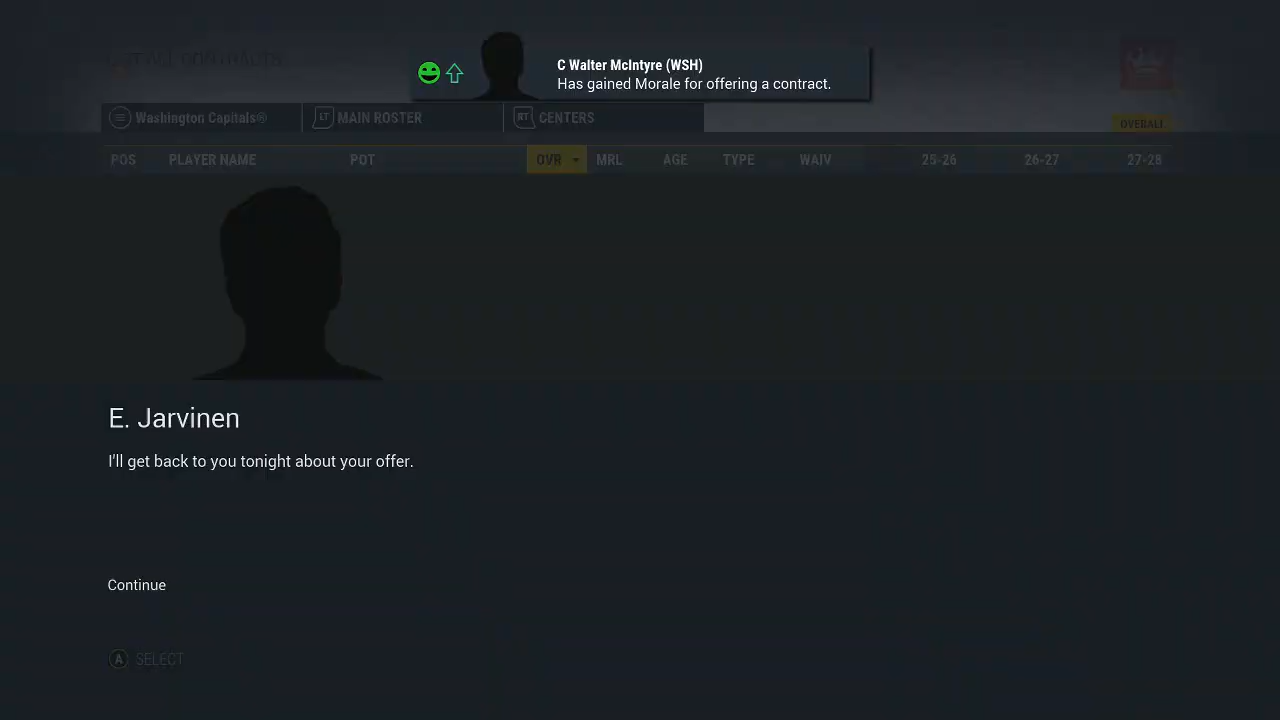 C Walter McIntyre (WSH)
Has gained Morale for offering a contract.
Washington Capitals®
LT MAIN ROSTER
RT CENTERS
OVERALL
POS PLAYER NAME POT OVR MRL AGE TYPE WAIV 25-26 26-27 27-28
E. Jarvinen
I'll get back to you tonight about your offer.
Continue
A SELECT